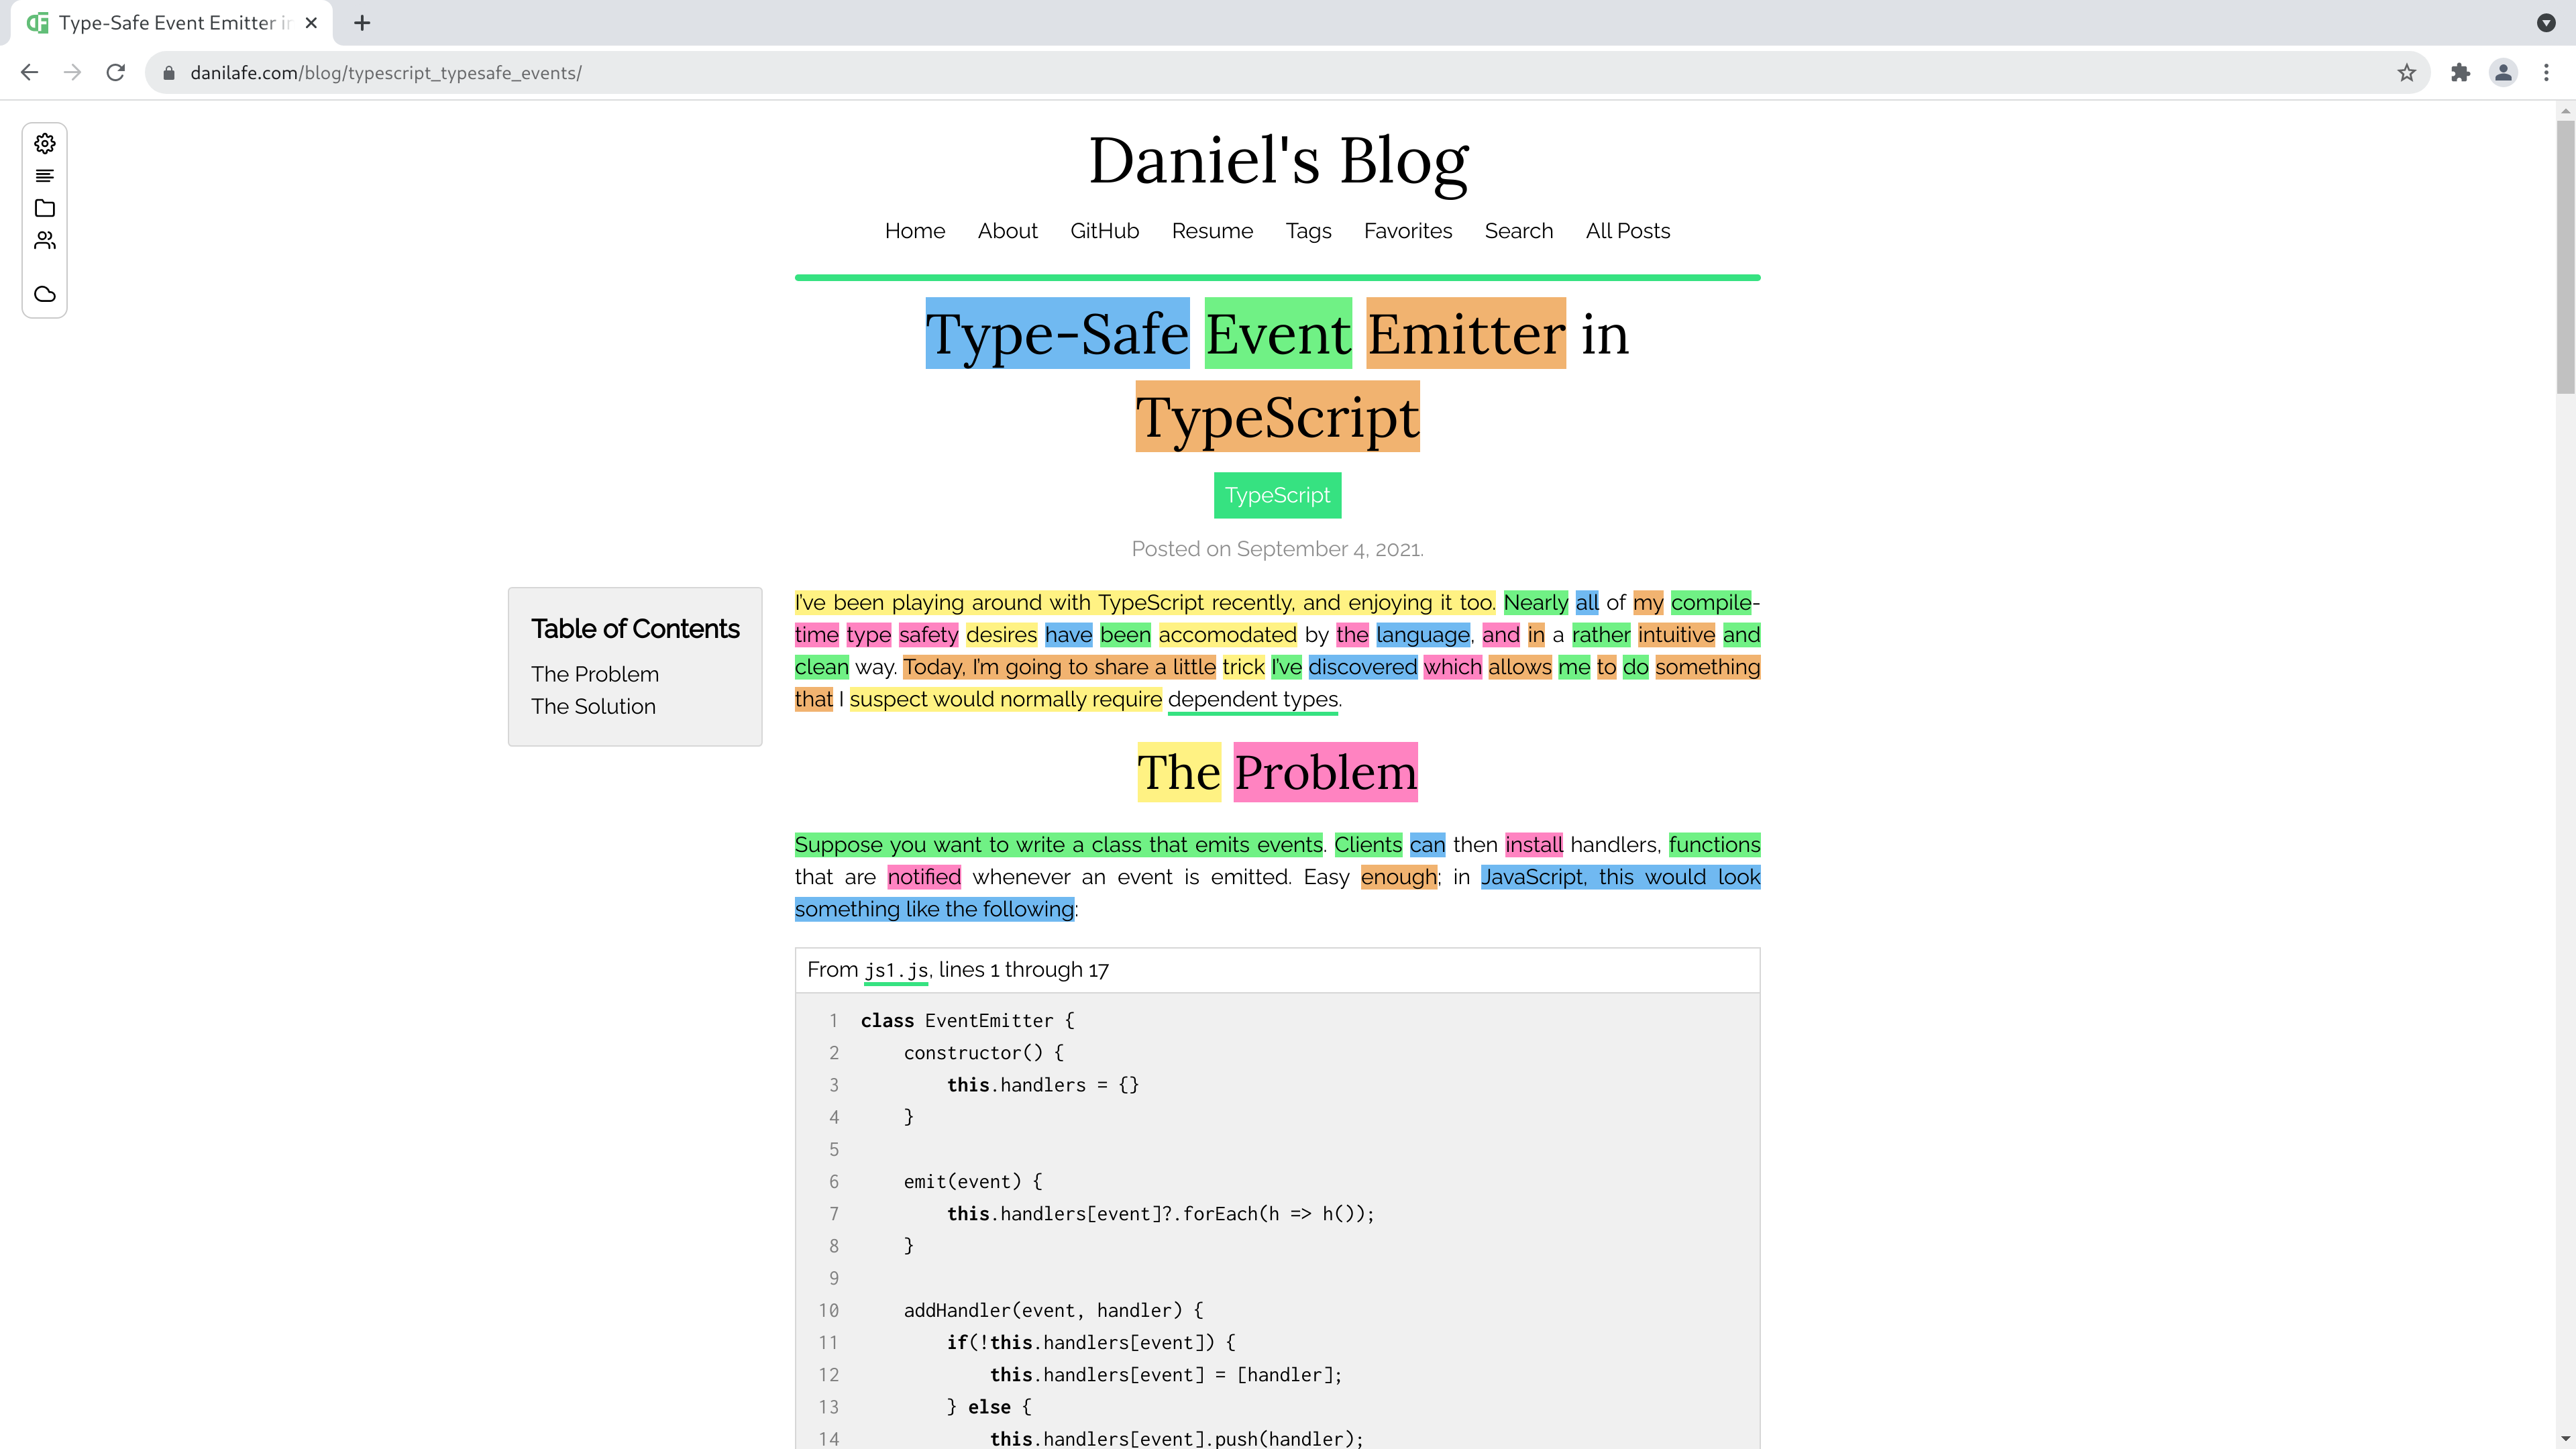 Type-Safe Event Emitter in
danilafe.com/blog/typescript_typesafe_events/
Daniel's Blog
Home About GitHub Resume Tags Favorites Search All Posts
Type-Safe Event Emitter in
TypeScript
TypeScript
Posted on September 4, 2021.
Table of Contents
The Problem
The Solution
I've been playing around with TypeScript recently, and enjoying it too. Nearly all of my compile-
time type safety desires have been accomodated by the language, and in a rather intuitive and
clean way. Today, I'm going to share a little trick I've discovered which allows me to do something
that I suspect would normally require dependent types.
The Problem
Suppose you want to write a class that emits events. Clients can then install handlers, functions
that are notified whenever an event is emitted. Easy enough; in JavaScript, this would look
something like the following:
From js1.js, lines 1 through 17
1 class EventEmitter {
2     constructor() {
3         this.handlers = {}
4     }
5
6     emit(event) {
7         this.handlers[event]?.forEach(h => h());
8     }
9
10     addHandler(event, handler) {
11         if(!this.handlers[event]) {
12             this.handlers[event] = [handler];
13         } else {
14             this.handlers[event].push(handler);